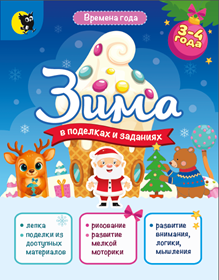 Времена года
3-4
года
Зима
в поделках и заданиях
• лепка
• поделки из
доступных
материалов
• рисование
• развитие
мелкой
моторики
• развитие
внимания,
логики,
мышления